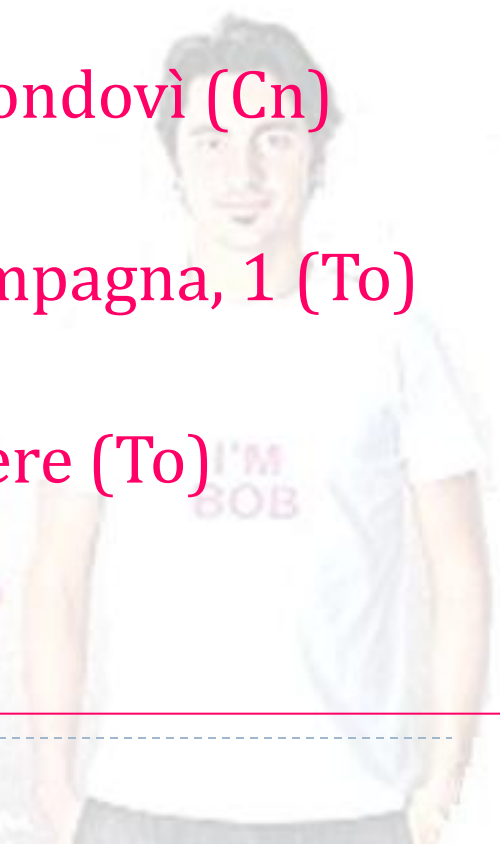 ondovì (Cn)
mpagna, 1 (To)
ere (To)
I'M
BOB